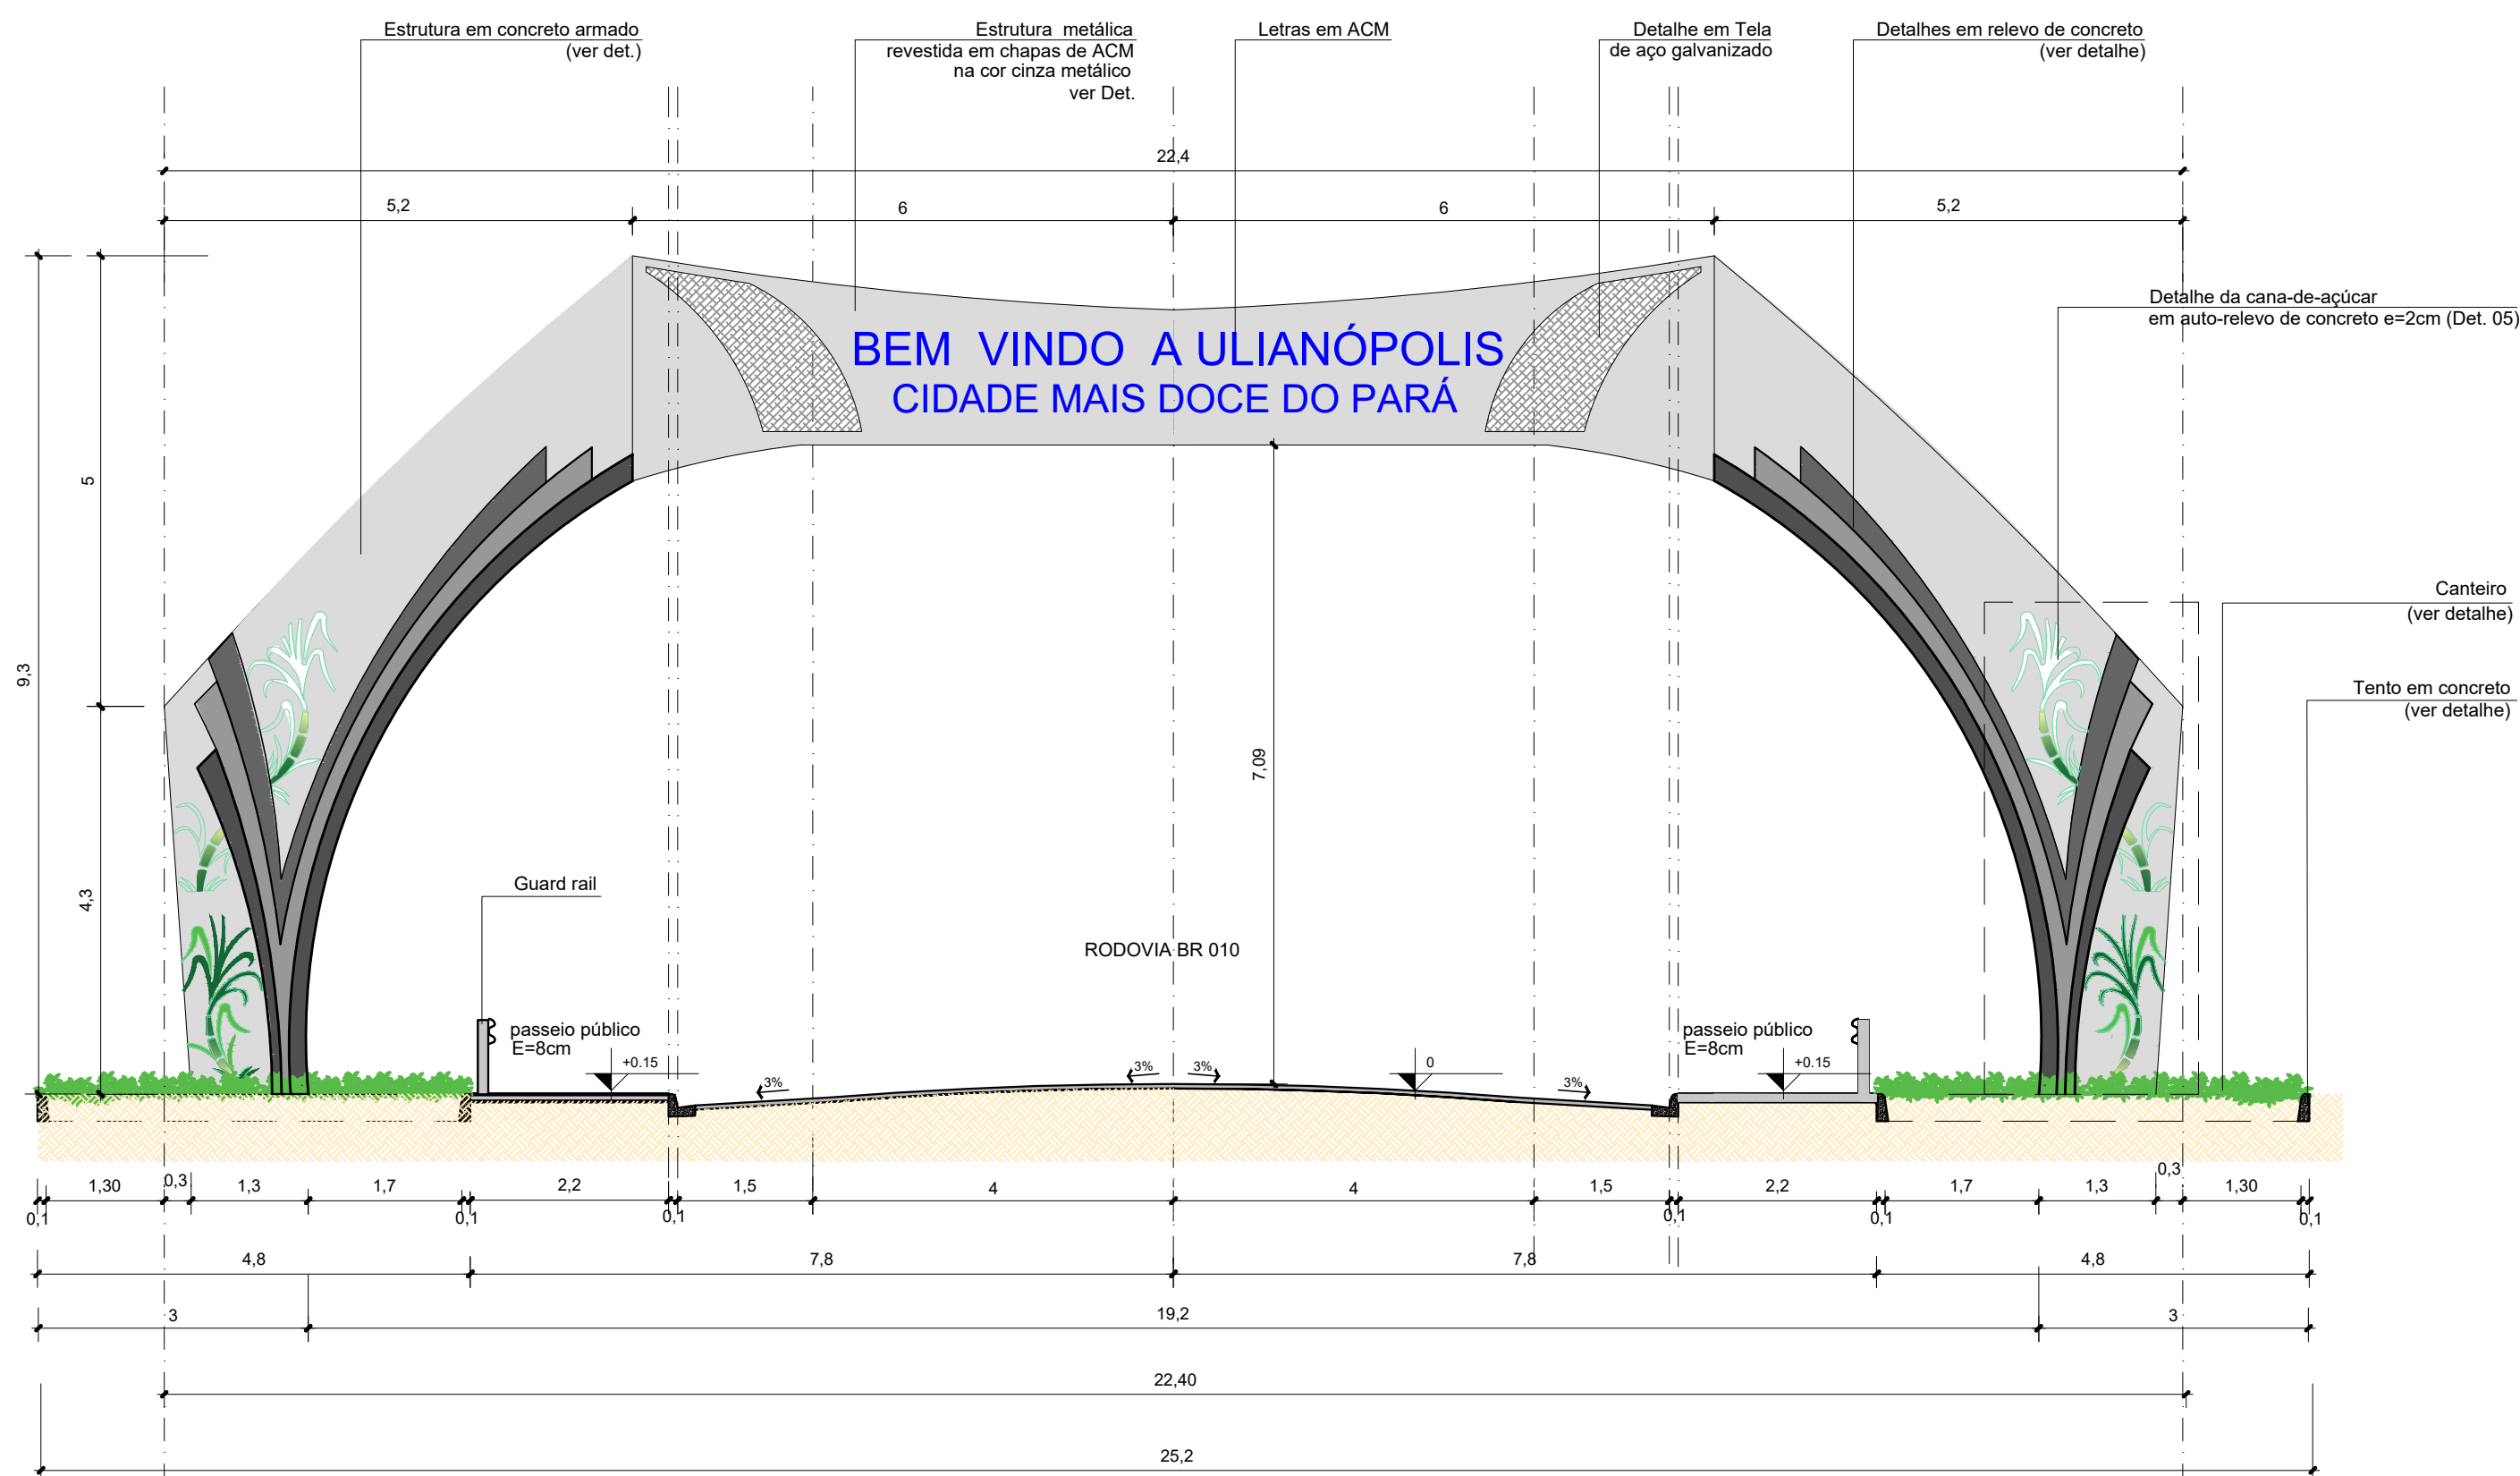 Estrutura em concreto armado
(ver det.)
Estrutura metálica
revestida em chapas de ACM
na cor cinza metálico
ver Det.
Letras em ACM
Detalhe em Tela
de aço galvanizado
Detalhes em relevo de concreto
(ver detalhe)
22,4
5,2
6
6
5,2
Detalhe da cana-de-açúcar
em auto-relevo de concreto e=2cm (Det. 05)
BEM VINDO A ULIANÓPOLIS
CIDADE MAIS DOCE DO PARÁ
5
9,3
4,3
7,09
Canteiro
(ver detalhe)
Tento em concreto
(ver detalhe)
Guard rail
RODOVIA BR 010
passeio público
E=8cm
+0.15
3%
3%
3%
0
3%
passeio público
E=8cm
+0.15
0,1
1,30
0,3
1,3
1,7
0,1
2,2
0,1
1,5
4
4
1,5
0,1
2,2
0,1
1,7
1,3
0,3
1,30
0,1
4,8
7,8
7,8
4,8
3
19,2
3
22,40
25,2